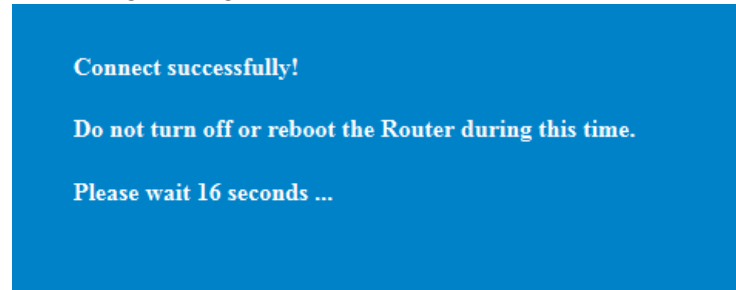 Connect successfully!
Do not turn off or reboot the Router during this time.
Please wait 16 seconds ...